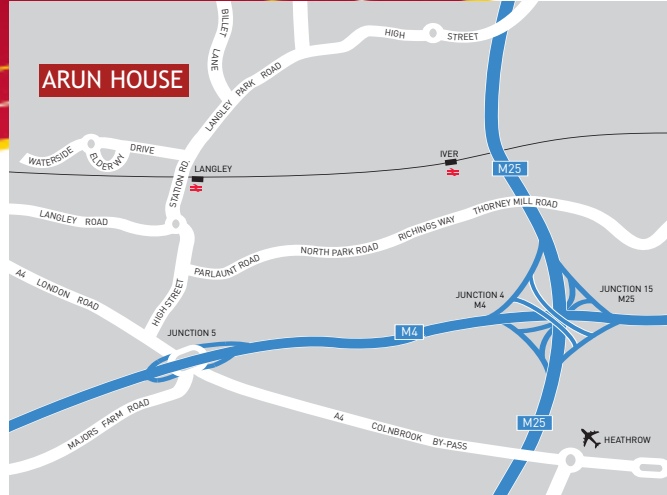 BILLET LANE
HIGH STREET
ARUN HOUSE
LANGLEY PARK ROAD
WATERSIDE DRIVE
ELDER WY
STATION RD.
LANGLEY
IVER
M25
LANGLEY ROAD
PARLAUNT ROAD
NORTH PARK ROAD
RICHINGS WAY
THORNEY MILL ROAD
A4 LONDON ROAD
HIGH STREET
JUNCTION 5
M4
JUNCTION 4
M4
JUNCTION 15
M25
MAJORS FARM ROAD
A4 COLNBROOK BY-PASS
M25
HEATHROW